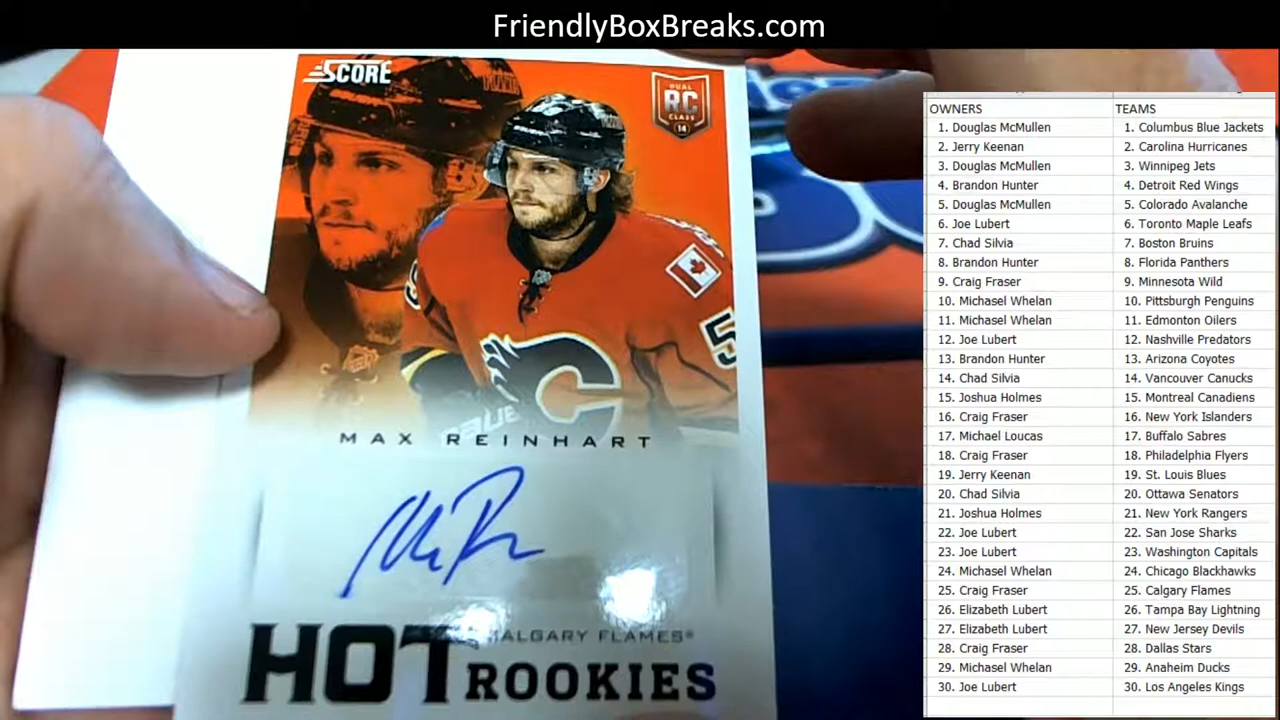 FriendlyBoxBreaks.com
SCORE
DUAL
RC
CLASS
14
MAX REINHART
HOT ROOKIES
CALGARY FLAMES®
OWNERS TEAMS
1. Douglas McMullen 1. Columbus Blue Jackets
2. Jerry Keenan 2. Carolina Hurricanes
3. Douglas McMullen 3. Winnipeg Jets
4. Brandon Hunter 4. Detroit Red Wings
5. Douglas McMullen 5. Colorado Avalanche
6. Joe Lubert 6. Toronto Maple Leafs
7. Chad Silvia 7. Boston Bruins
8. Brandon Hunter 8. Florida Panthers
9. Craig Fraser 9. Minnesota Wild
10. Michasel Whelan 10. Pittsburgh Penguins
11. Michasel Whelan 11. Edmonton Oilers
12. Joe Lubert 12. Nashville Predators
13. Brandon Hunter 13. Arizona Coyotes
14. Chad Silvia 14. Vancouver Canucks
15. Joshua Holmes 15. Montreal Canadiens
16. Craig Fraser 16. New York Islanders
17. Michael Loucas 17. Buffalo Sabres
18. Craig Fraser 18. Philadelphia Flyers
19. Jerry Keenan 19. St. Louis Blues
20. Chad Silvia 20. Ottawa Senators
21. Joshua Holmes 21. New York Rangers
22. Joe Lubert 22. San Jose Sharks
23. Joe Lubert 23. Washington Capitals
24. Michasel Whelan 24. Chicago Blackhawks
25. Craig Fraser 25. Calgary Flames
26. Elizabeth Lubert 26. Tampa Bay Lightning
27. Elizabeth Lubert 27. New Jersey Devils
28. Craig Fraser 28. Dallas Stars
29. Michasel Whelan 29. Anaheim Ducks
30. Joe Lubert 30. Los Angeles Kings